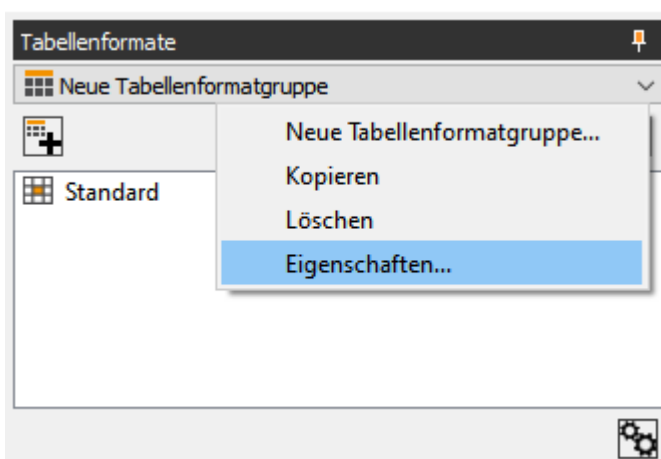 Tabellenformate
Neue Tabellenformatgruppe
Neue Tabellenformatgruppe...
Kopieren
Standard
Löschen
Eigenschaften...